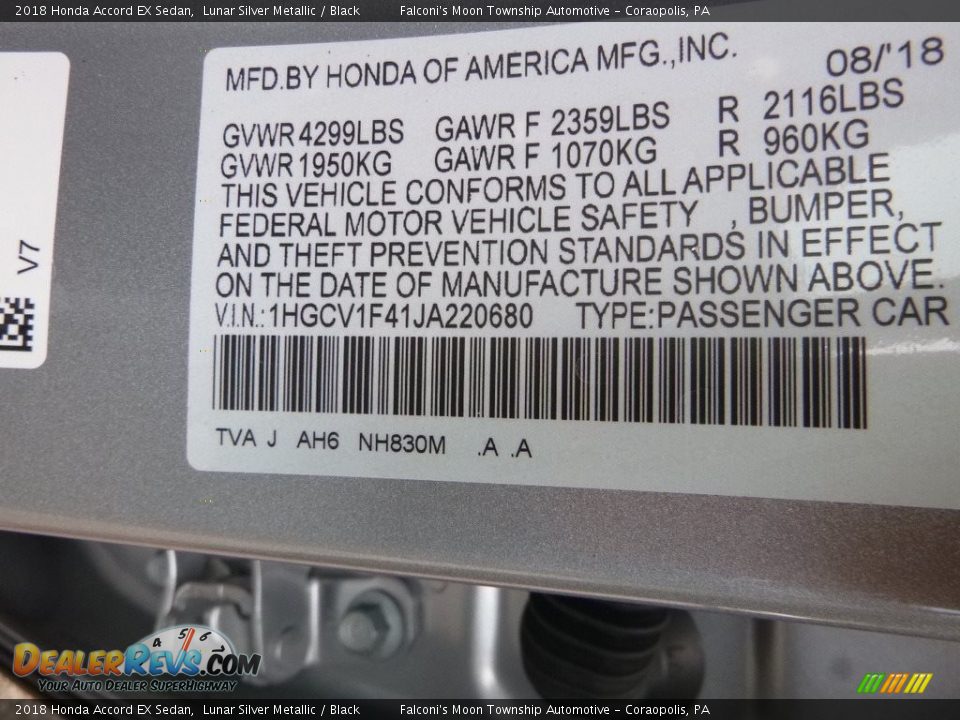 2018 Honda Accord EX Sedan,  Lunar Silver Metallic / Black  Falconi's Moon Township Automotive - Coraopolis, PA
MFD.BY HONDA OF AMERICA MFG.,INC. 08/'18
GVWR 4299LBS GAWR F 2359LBS R 2116LBS
GVWR 1950KG GAWR F 1070KG R 960KG
THIS VEHICLE CONFORMS TO ALL APPLICABLE
FEDERAL MOTOR VEHICLE SAFETY , BUMPER,
AND THEFT PREVENTION STANDARDS IN EFFECT
ON THE DATE OF MANUFACTURE SHOWN ABOVE.
V.I.N.:1HGCV1F41JA220680 TYPE:PASSENGER CAR
TVA J AH6 NH830M .A .A
V7
4 5 6
DEALERREVS.COM
YOUR AUTO DEALER SUPERHIGHWAY
2018 Honda Accord EX Sedan,  Lunar Silver Metallic / Black  Falconi's Moon Township Automotive - Coraopolis, PA